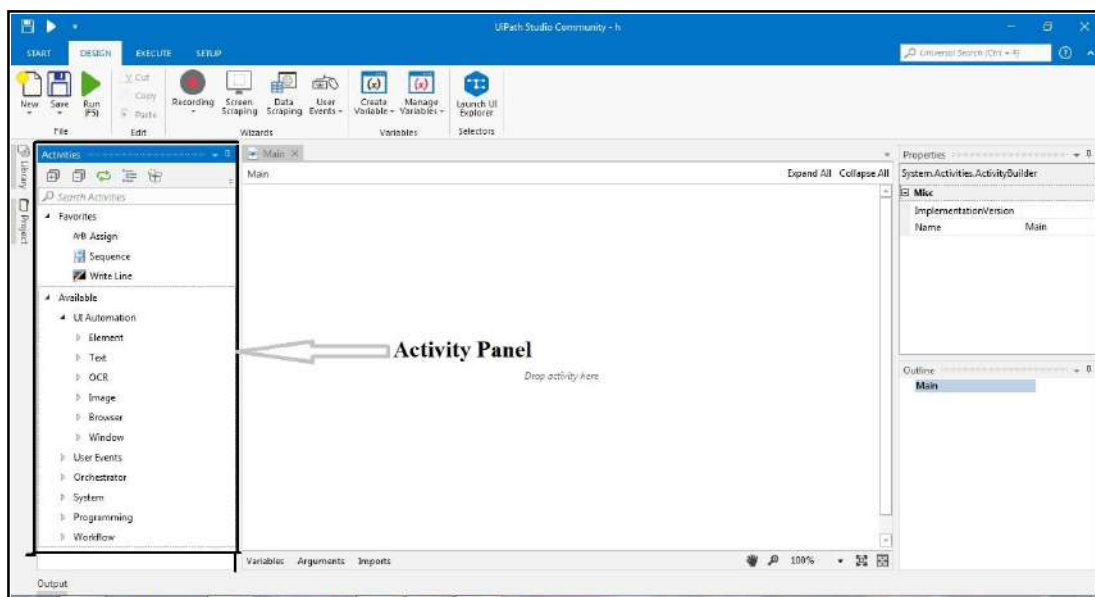 UiPath Studio Community - h
START DESIGN EXECUTE SETUP
Universal Search (Ctrl + F)
New
Save
Run
(F5)
Cut
Copy
Paste
Recording
Screen
Scraping
Data
Scraping
User
Events
Create
Variable
Manage
Variables
Launch UI
Explorer
File
Edit
Wizards
Variables
Selectors
Library
Project
Activities
Search Activities
Favorites
A+B Assign
Sequence
Write Line
Available
UI Automation
Element
Text
OCR
Image
Browser
Window
User Events
Orchestrator
System
Programming
Workflow
Main
Main
Expand All Collapse All
Activity Panel
Drop activity here
Variables Arguments Imports
100%
Properties
System.Activities.ActivityBuilder
Misc
ImplementationVersion
Name Main
Outline
Main
Output